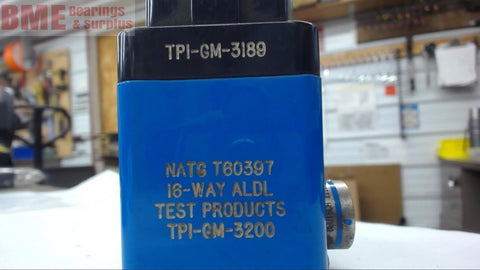 BME Bearings
& surplus
TPI-GM-3189
NATG T60397
16-WAY ALDL
TEST PRODUCTS
TPI-GM-3200